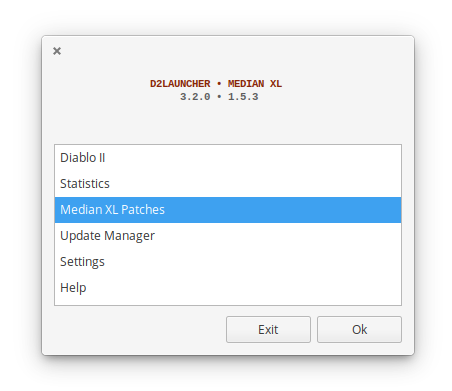 D2LAUNCHER • MEDIAN XL
3.2.0 • 1.5.3
Diablo II
Statistics
Median XL Patches
Update Manager
Settings
Help
Exit
Ok